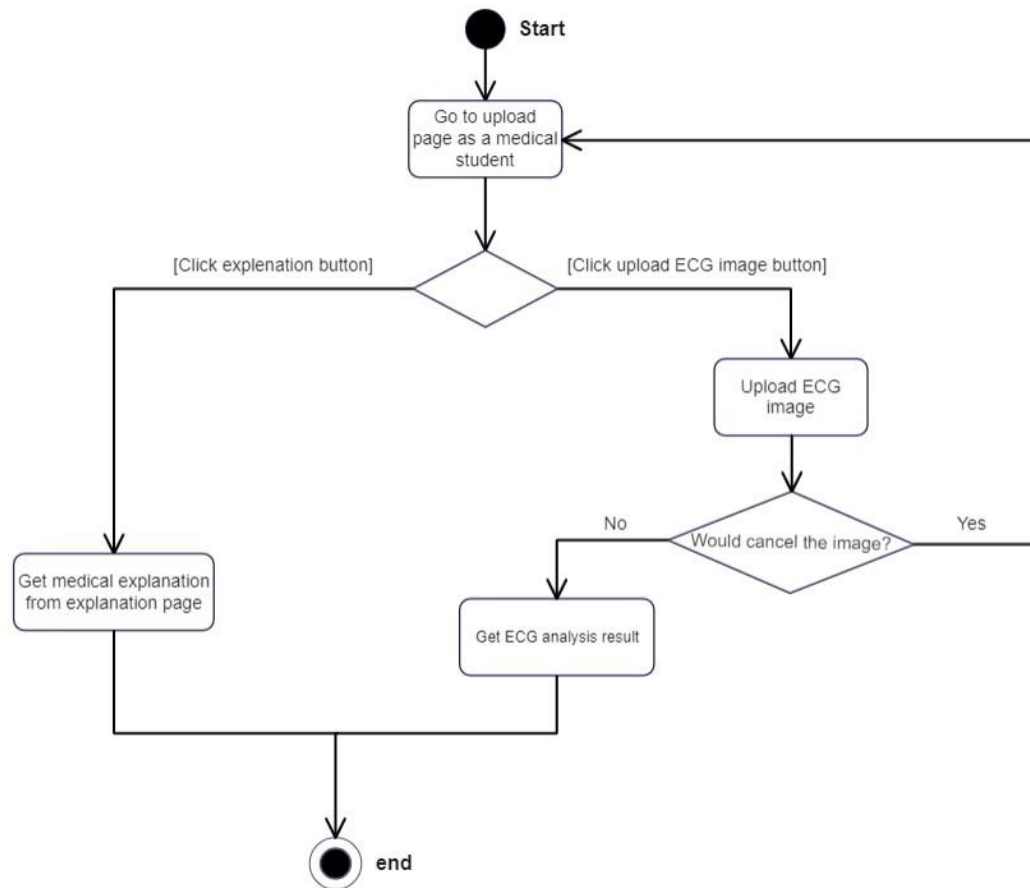 Start
Go to upload
page as a medical
student
[Click explenation button]
[Click upload ECG image button]
Upload ECG
image
No
Would cancel the image?
Yes
Get medical explanation
from explanation page
Get ECG analysis result
end